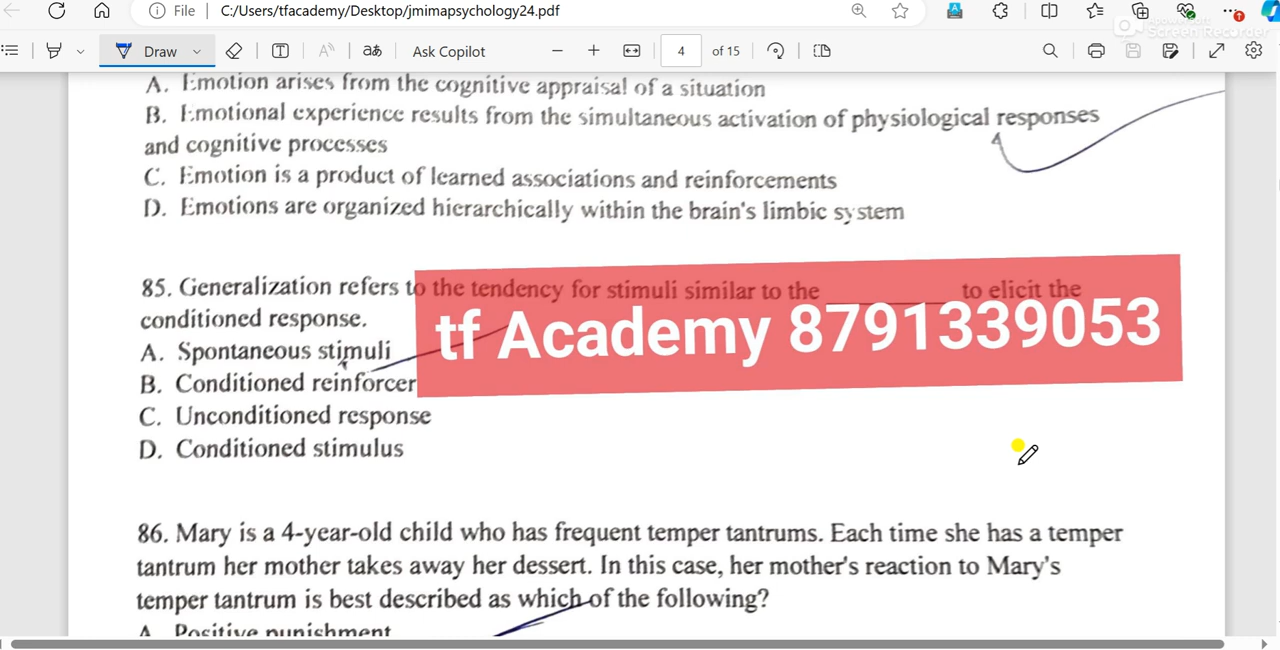 File
C:/Users/tfacademy/Desktop/jmimapsychology24.pdf
Draw
aあ
Ask Copilot
4
of 15
Apowersoft
Screen Recorder
A. Emotion arises from the cognitive appraisal of a situation
B. Emotional experience results from the simultaneous activation of physiological responses
and cognitive processes
C. Emotion is a product of learned associations and reinforcements
D. Emotions are organized hierarchically within the brain's limbic system
85. Generalization refers to the tendency for stimuli similar to the __________ to elicit the
conditioned response.
tf Academy 8791339053
A. Spontaneous stimuli
B. Conditioned reinforcer
C. Unconditioned response
D. Conditioned stimulus
86. Mary is a 4-year-old child who has frequent temper tantrums. Each time she has a temper
tantrum her mother takes away her dessert. In this case, her mother's reaction to Mary's
temper tantrum is best described as which of the following?
A. Positive punishment